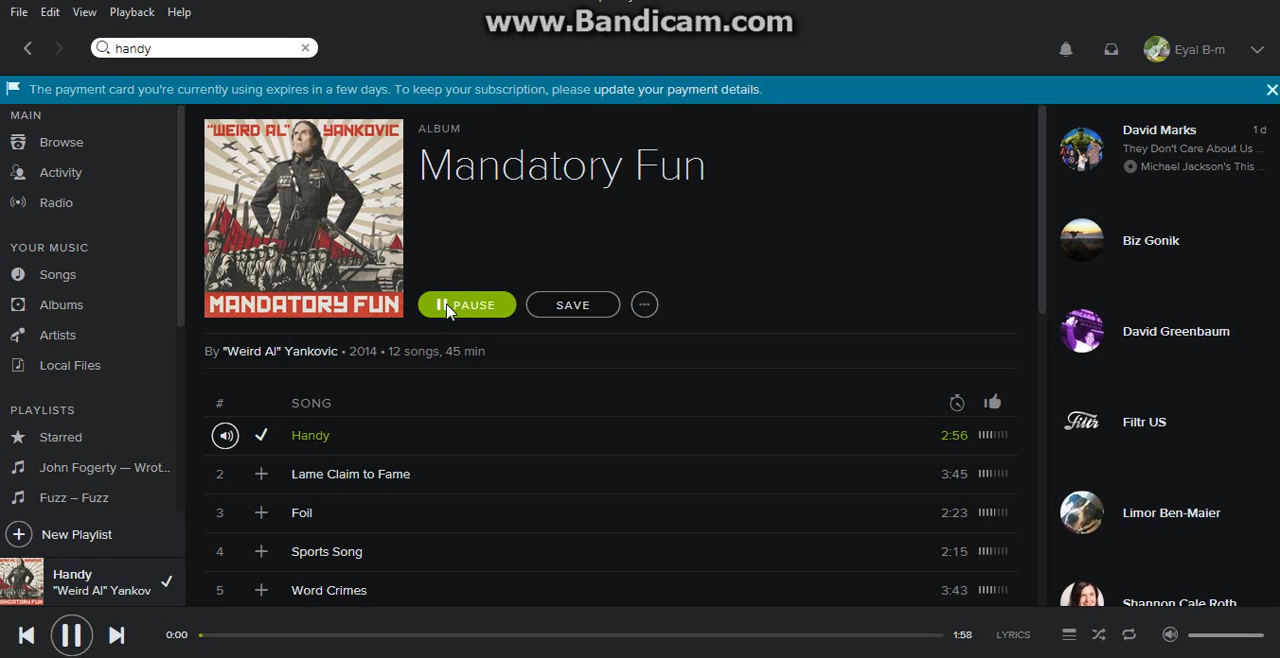 File Edit View Playback Help
www.Bandicam.com
handy
Eyal B-m
The payment card you're currently using expires in a few days. To keep your subscription, please update your payment details.
MAIN
Browse
Activity
Radio
YOUR MUSIC
Songs
Albums
Artists
Local Files
PLAYLISTS
Starred
John Fogerty — Wrot...
Fuzz – Fuzz
New Playlist
Handy
"Weird Al" Yankov
"WEIRD AL" YANKOVIC
MANDATORY FUN
ALBUM
Mandatory Fun
PAUSE
SAVE
By "Weird Al" Yankovic • 2014 • 12 songs, 45 min
# SONG
Handy 2:56
2 + Lame Claim to Fame 3:45
3 + Foil 2:23
4 + Sports Song 2:15
5 + Word Crimes 3:43
David Marks 1 d
They Don't Care About Us ...
Michael Jackson's This ...
Biz Gonik
David Greenbaum
Filtr
Filtr US
Limor Ben-Maier
Shannon Cale Roth
0:00
1:58
LYRICS